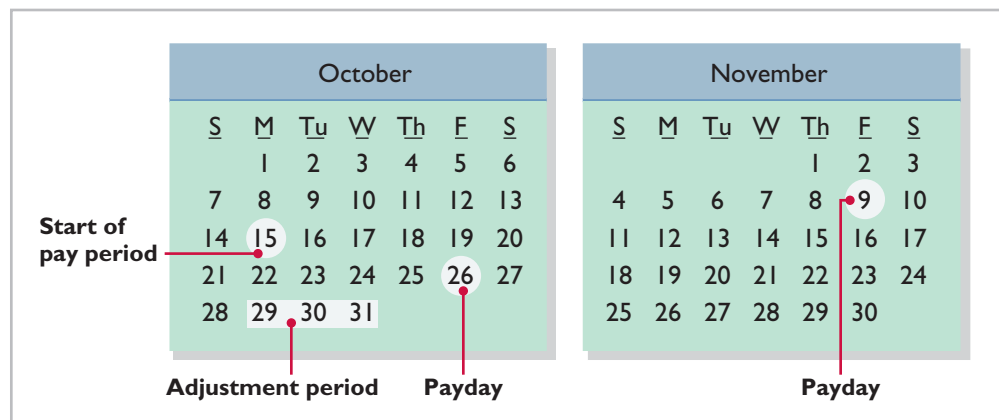 October
S M Tu W Th F S
1 2 3 4 5 6
7 8 9 10 11 12 13
14 15 16 17 18 19 20
21 22 23 24 25 26 27
28 29 30 31
November
S M Tu W Th F S
1 2 3
4 5 6 7 8 9 10
11 12 13 14 15 16 17
18 19 20 21 22 23 24
25 26 27 28 29 30
Start of
pay period
Adjustment period
Payday
Payday